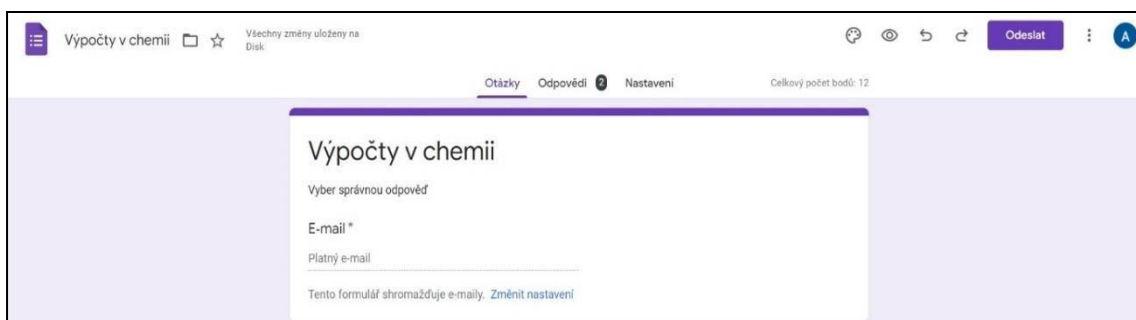 Výpočty v chemii
Všechny změny uloženy na
Disk
Odeslat
A
Otázky Odpovědi 2 Nastavení
Celkový počet bodů: 12
Výpočty v chemii
Vyber správnou odpověď
E-mail *
Platný e-mail
Tento formulář shromažďuje e-maily. Změnit nastavení